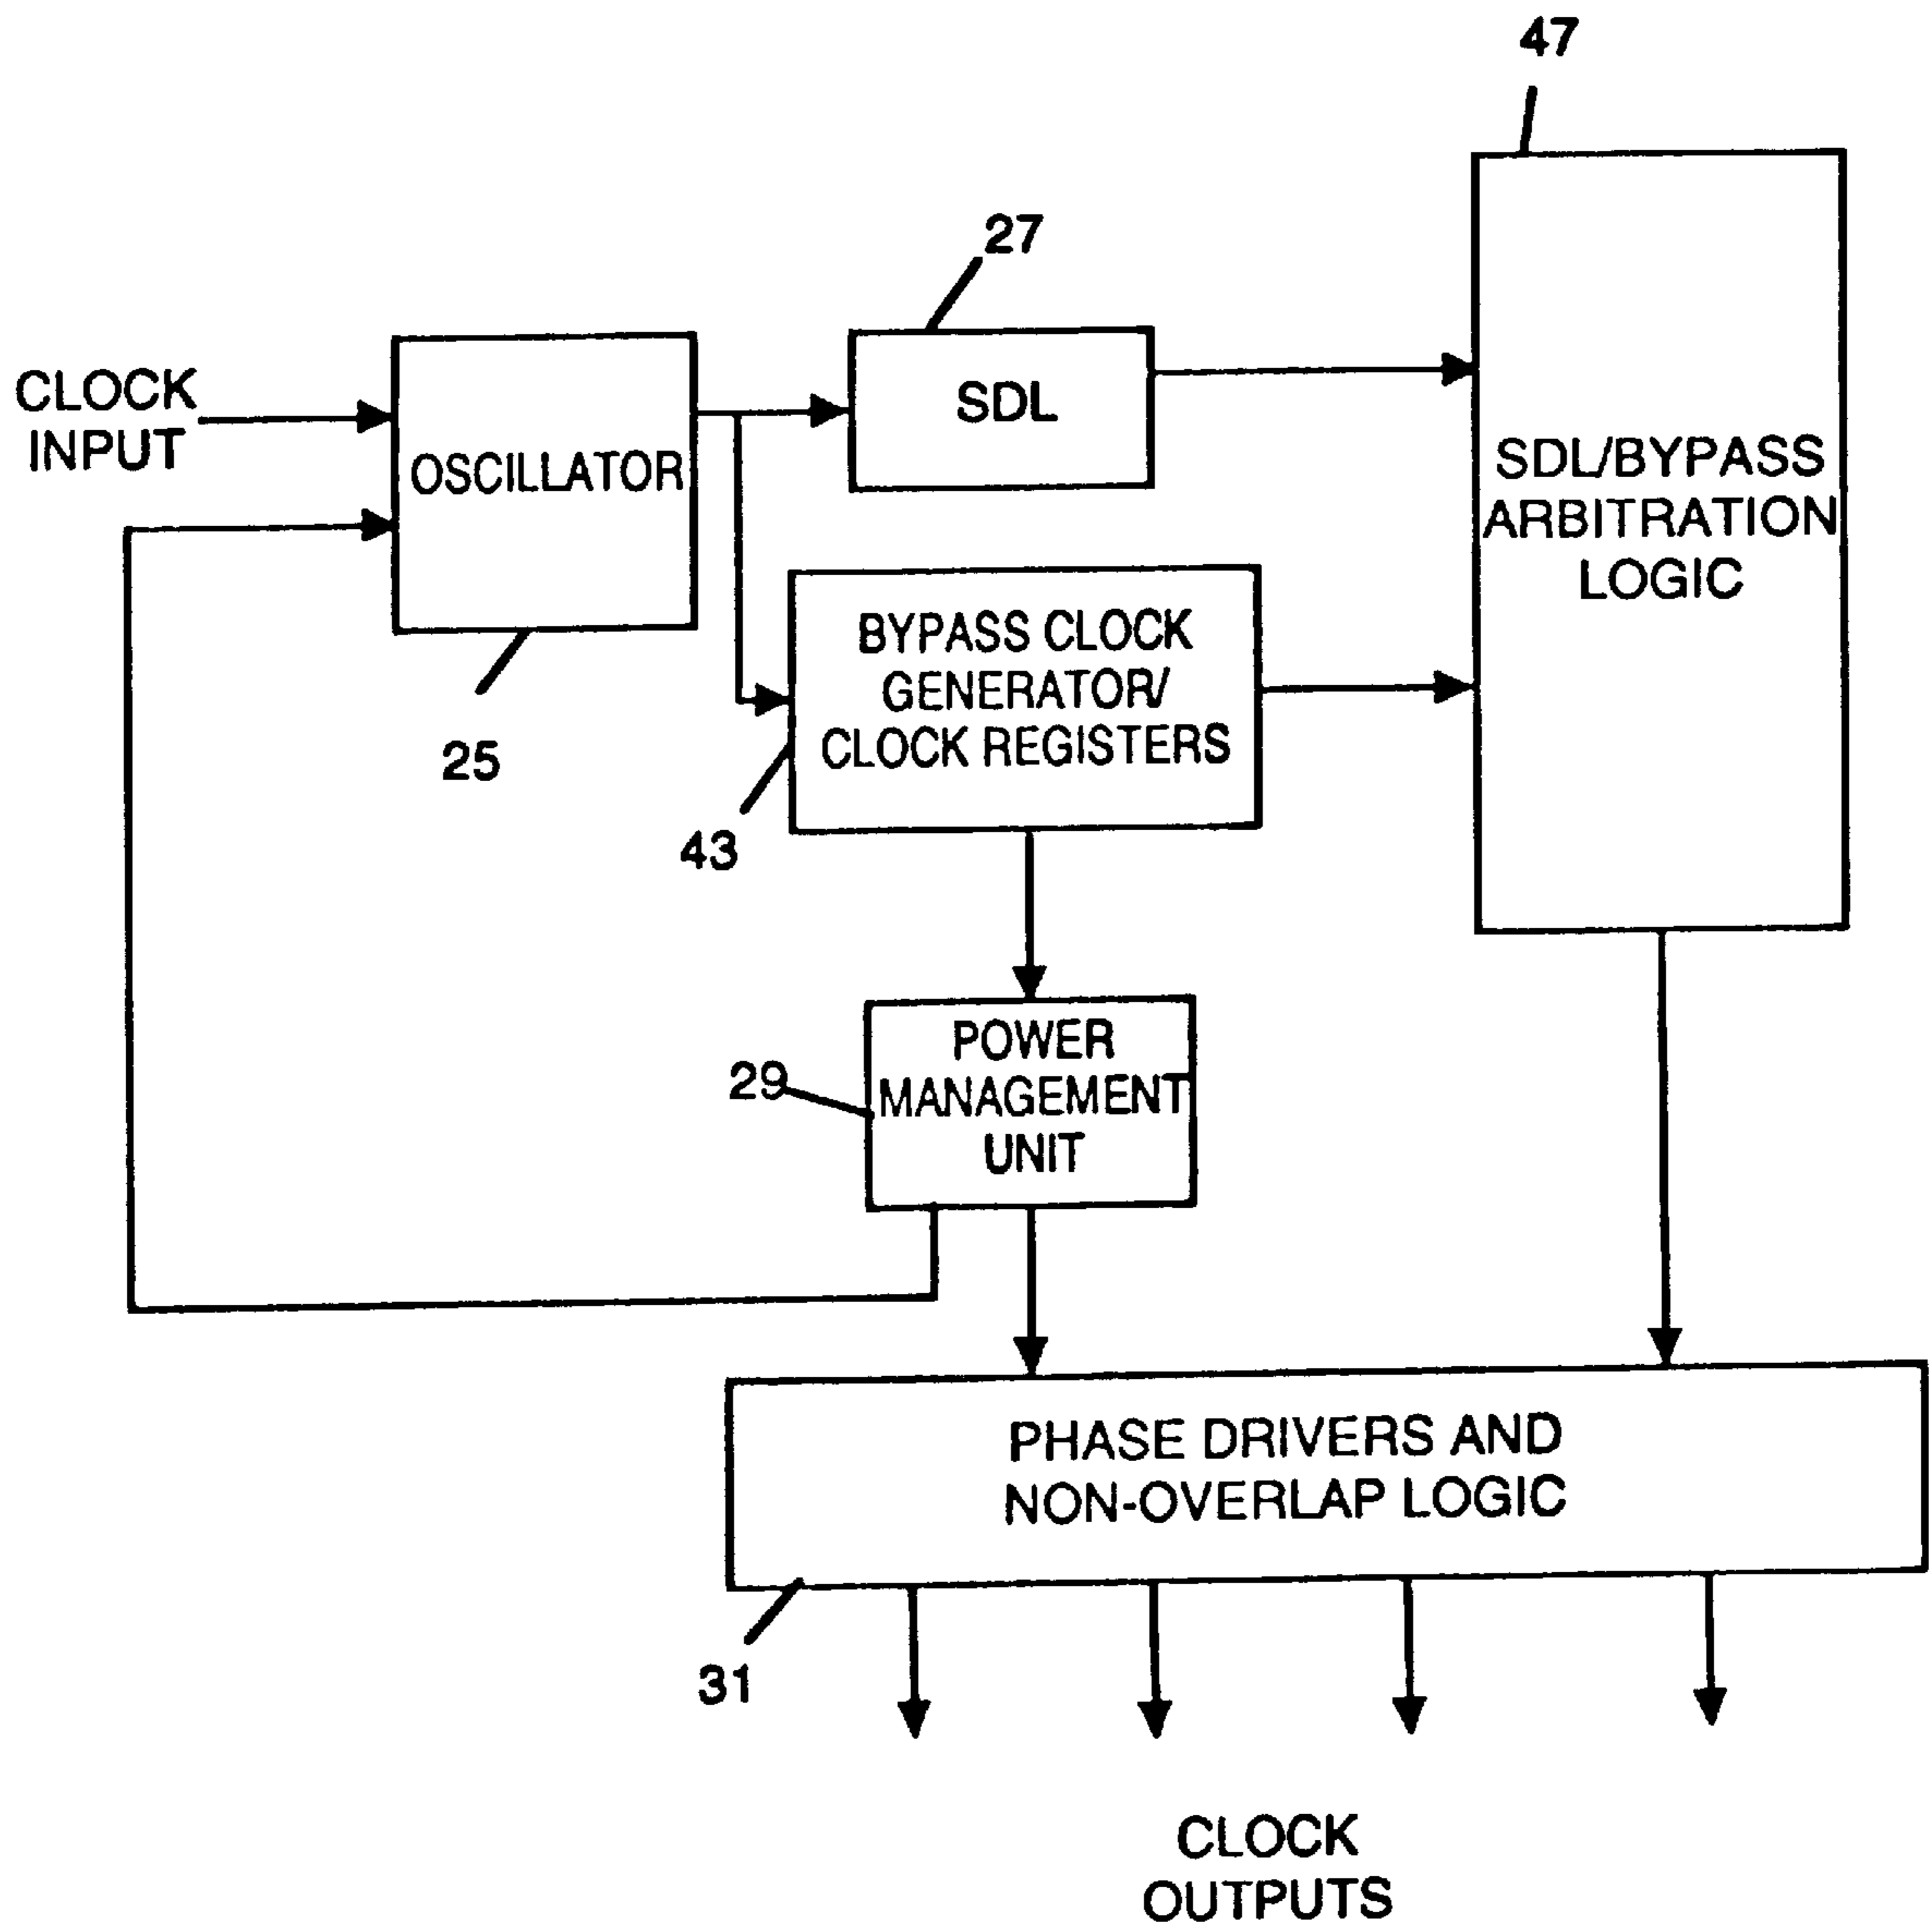 47
27
CLOCK
INPUT
OSCILLATOR
SDL
SDL/BYPASS
ARBITRATION
LOGIC
25
BYPASS CLOCK
GENERATOR/
CLOCK REGISTERS
43
POWER
MANAGEMENT
UNIT
29
PHASE DRIVERS AND
NON-OVERLAP LOGIC
31
CLOCK
OUTPUTS